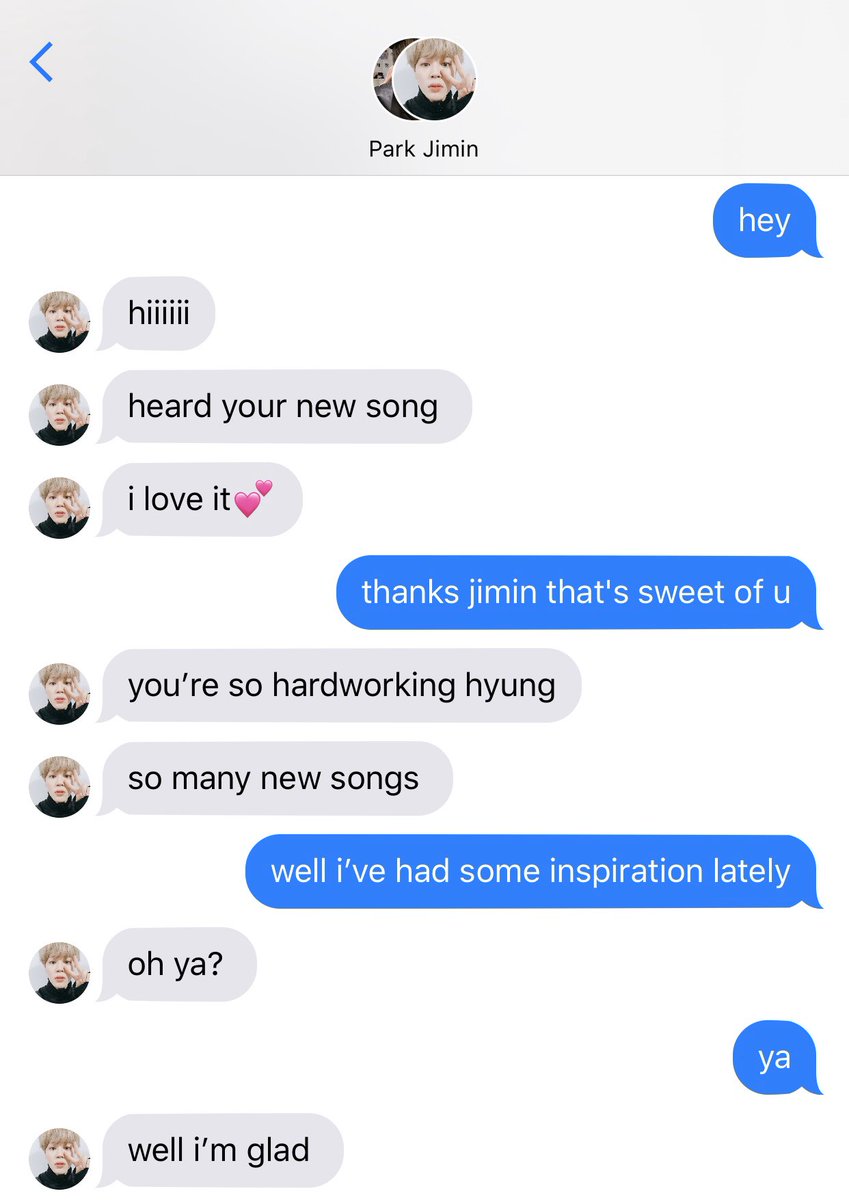 Park Jimin
hey
hiiiiii
heard your new song
i love it💕
thanks jimin that's sweet of u
you’re so hardworking hyung
so many new songs
well i’ve had some inspiration lately
oh ya?
ya
well i’m glad